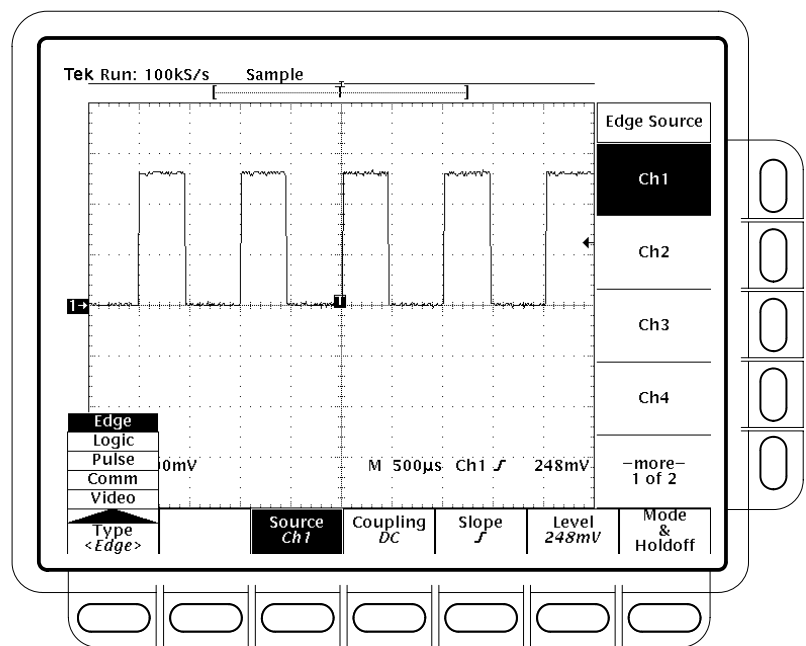 Tek Run: 100kS/s Sample
[ T ]
Edge Source
Ch1
Ch2
Ch3
Ch4
–more–
1 of 2
1→
T
Edge
Logic
Pulse
Comm
Video
Type
<Edge>
0mV M 500µs Ch1 ƒ 248mV
Source
Ch1
Coupling
DC
Slope
ƒ
Level
248mV
Mode
&
Holdoff